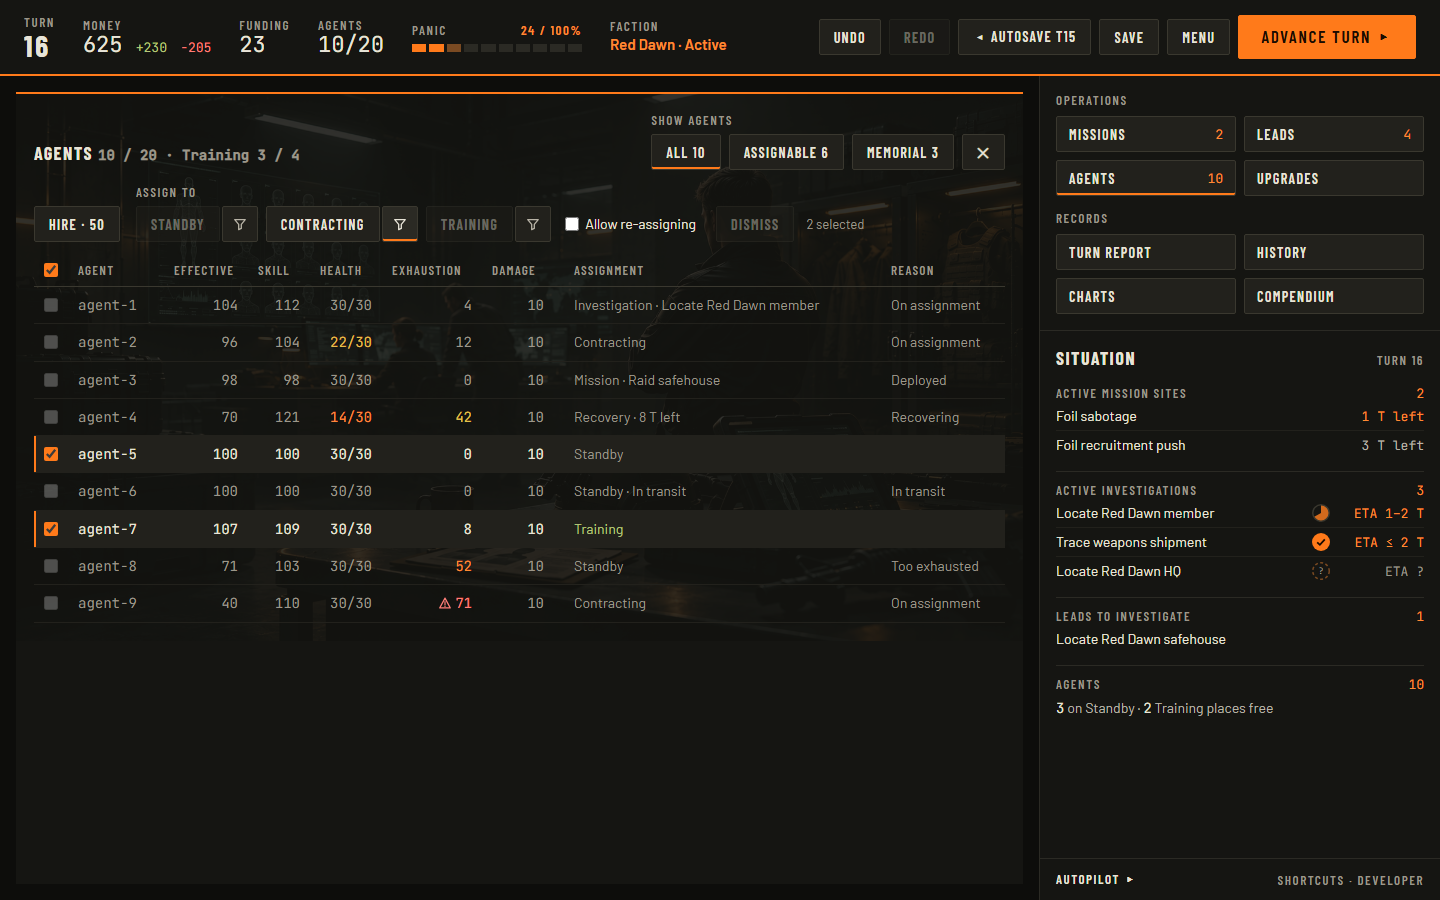 TURN
16
MONEY
625 +230 -205
FUNDING
23
AGENTS
10/20
PANIC 24 / 100%
FACTION
Red Dawn · Active
UNDO
REDO
◂ AUTOSAVE T15
SAVE
MENU
ADVANCE TURN ▸
SHOW AGENTS
AGENTS 10 / 20 · Training 3 / 4
ALL 10
ASSIGNABLE 6
MEMORIAL 3
✕
ASSIGN TO
HIRE · 50
STANDBY
CONTRACTING
TRAINING
Allow re-assigning
DISMISS
2 selected
AGENT EFFECTIVE SKILL HEALTH EXHAUSTION DAMAGE ASSIGNMENT REASON
agent-1 104 112 30/30 4 10 Investigation · Locate Red Dawn member On assignment
agent-2 96 104 22/30 12 10 Contracting On assignment
agent-3 98 98 30/30 0 10 Mission · Raid safehouse Deployed
agent-4 70 121 14/30 42 10 Recovery · 8 T left Recovering
agent-5 100 100 30/30 0 10 Standby
agent-6 100 100 30/30 0 10 Standby · In transit In transit
agent-7 107 109 30/30 8 10 Training
agent-8 71 103 30/30 52 10 Standby Too exhausted
agent-9 40 110 30/30 ⚠ 71 10 Contracting On assignment
OPERATIONS
MISSIONS 2
LEADS 4
AGENTS 10
UPGRADES
RECORDS
TURN REPORT
HISTORY
CHARTS
COMPENDIUM
SITUATION TURN 16
ACTIVE MISSION SITES 2
Foil sabotage 1 T left
Foil recruitment push 3 T left
ACTIVE INVESTIGATIONS 3
Locate Red Dawn member ETA 1–2 T
Trace weapons shipment ETA ≤ 2 T
Locate Red Dawn HQ ? ETA ?
LEADS TO INVESTIGATE 1
Locate Red Dawn safehouse
AGENTS 10
3 on Standby · 2 Training places free
AUTOPILOT ▸
SHORTCUTS · DEVELOPER